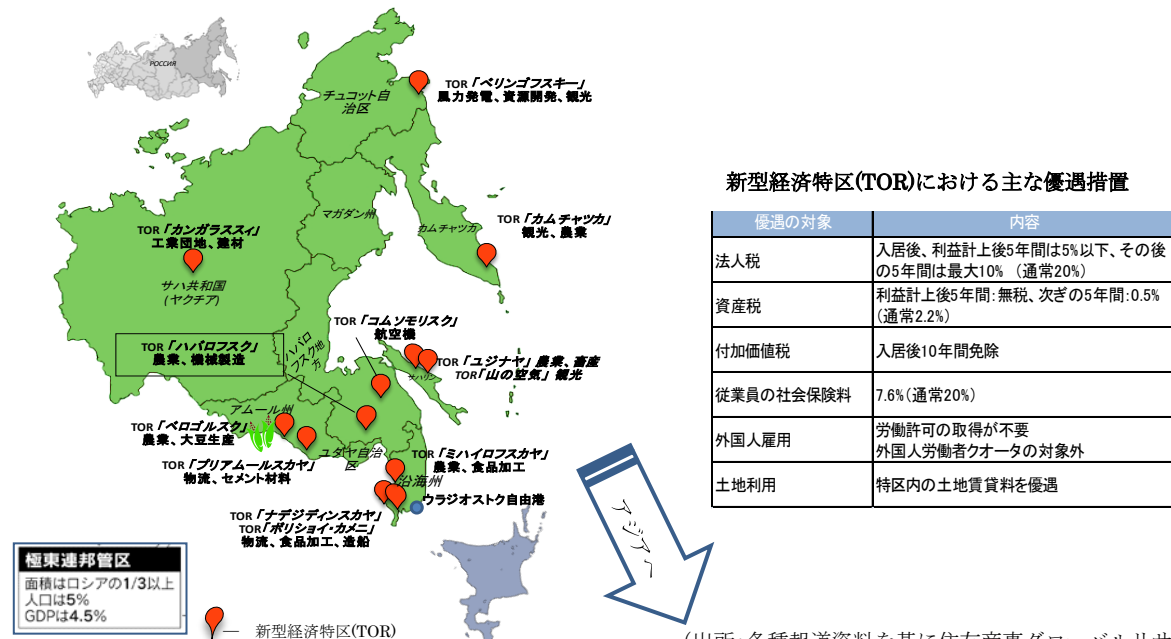 РОССИЯ
TOR「ベリンゴフスキー」
風力発電、資源開発、観光
チュコット自
治区
マガダン州
カムチャツカ
TOR「カムチャツカ」
観光、農業
TOR「カンガラススィ」
工業団地、建材
サハ共和国
(ヤクチア)
TOR「コムソモリスク」
航空機
TOR「ハバロフスク」
農業、機械製造
ハバロ
フスク地
方
TOR「ユジナヤ」農業、畜産
TOR「山の空気」観光
サハリン
アムール州
TOR「ベロゴルスク」
農業、大豆生産
ユダヤ自治
区
TOR「プリアムールスカヤ」
物流、セメント材料
TOR「ミハイロフスカヤ」
農業、食品加工
沿海州
ウラジオストク自由港
TOR「ナデジディンスカヤ」
TOR「ボリショイ・カメニ」
物流、食品加工、造船
アジアへ
極東連邦管区
面積はロシアの1/3以上
人口は5%
GDPは4.5%
新型経済特区(TOR)
新型経済特区(TOR)における主な優遇措置
優遇の対象 内容
法人税 入居後、利益計上後5年間は5%以下、その後
の5年間は最大10% (通常20%)
資産税 利益計上後5年間:無税、次ぎの5年間:0.5%
(通常2.2%)
付加価値税 入居後10年間免除
従業員の社会保険料 7.6%(通常20%)
外国人雇用 労働許可の取得が不要
外国人労働者クオータの対象外
土地利用 特区内の土地賃貸料を優遇